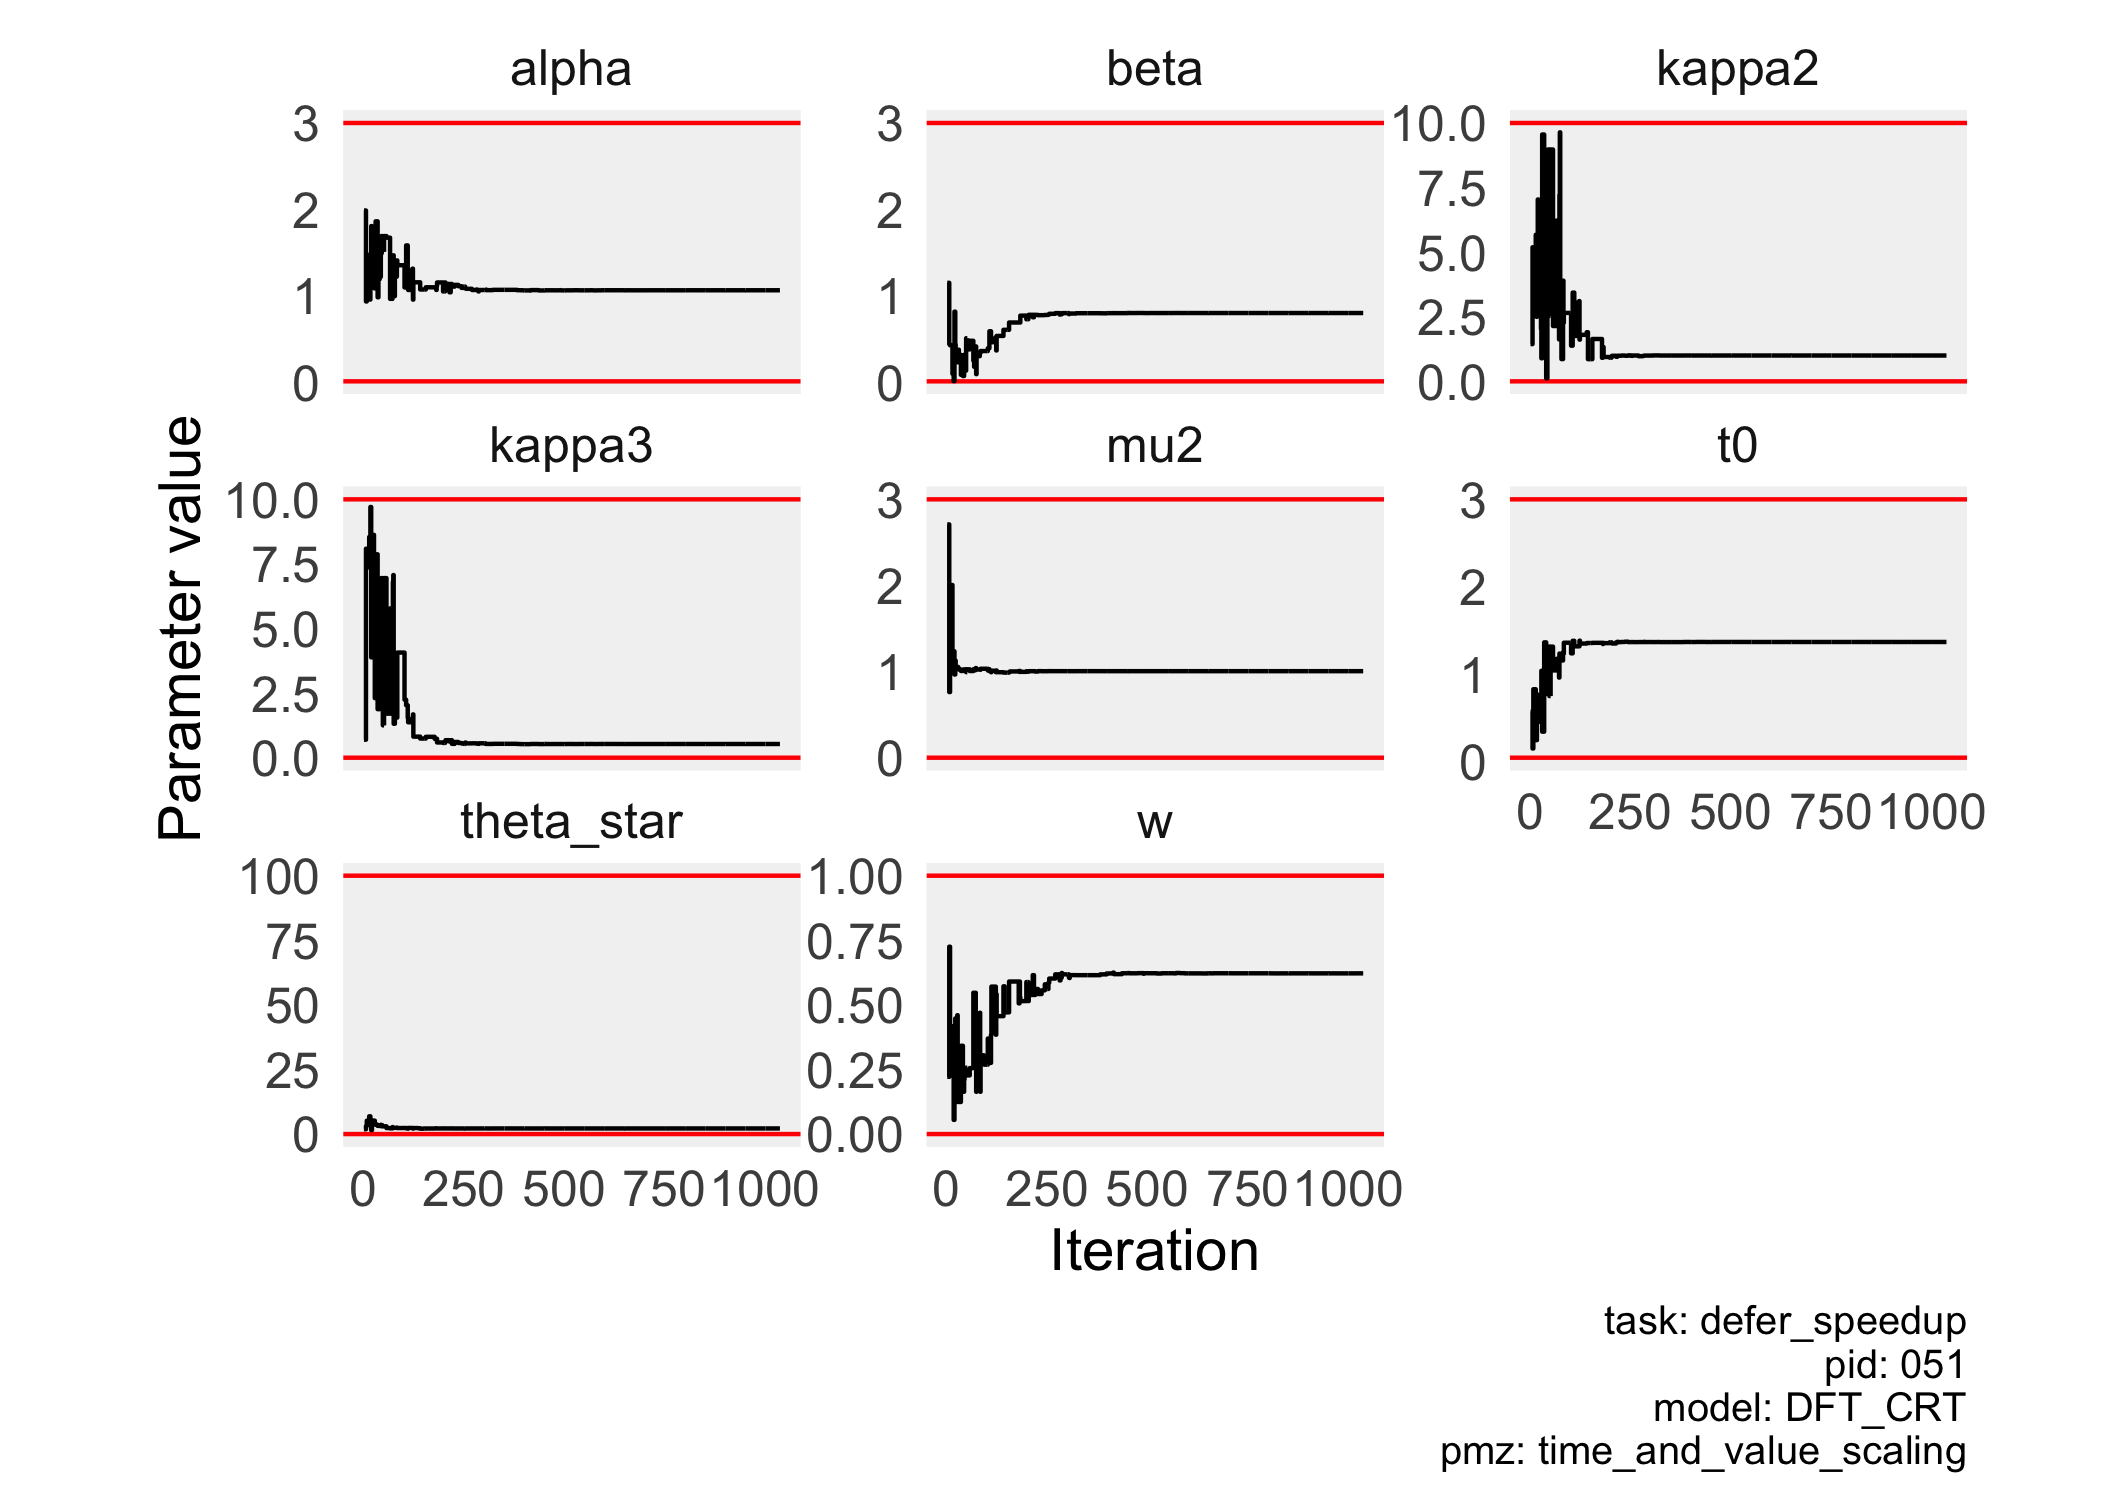 alpha
beta
kappa2
3
2
1
0
3
2
1
0
10.0
7.5
5.0
2.5
0.0
kappa3
mu2
t0
10.0
7.5
5.0
2.5
0.0
3
2
1
0
3
2
1
0
0 250 500 750 1000
theta_star
w
100
75
50
25
0
1.00
0.75
0.50
0.25
0.00
0 250 500 750 1000
0 250 500 750 1000
Parameter value
Iteration
task: defer_speedup
pid: 051
model: DFT_CRT
pmz: time_and_value_scaling